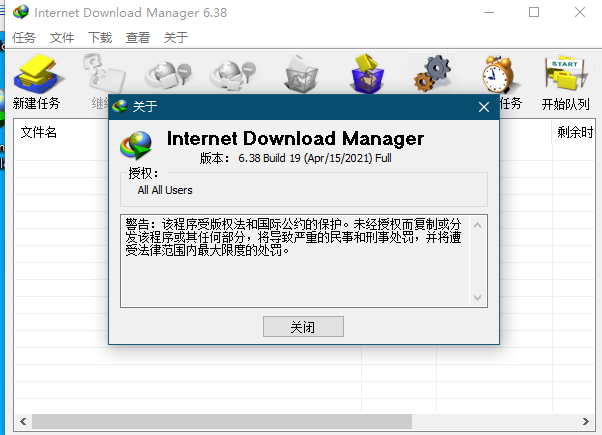 Internet Download Manager 6.38
任务 文件 下载 查看 关于
新建任务 继续 任务 开始队列
关于
文件名 剩余时
Internet Download Manager
版本: 6.38 Build 19 (Apr/15/2021) Full
授权:
All All Users
警告：该程序受版权法和国际公约的保护。未经授权而复制或分
发该程序或其任何部分，将导致严重的民事和刑事处罚，并将遭
受法律范围内最大限度的处罚。
关闭
START